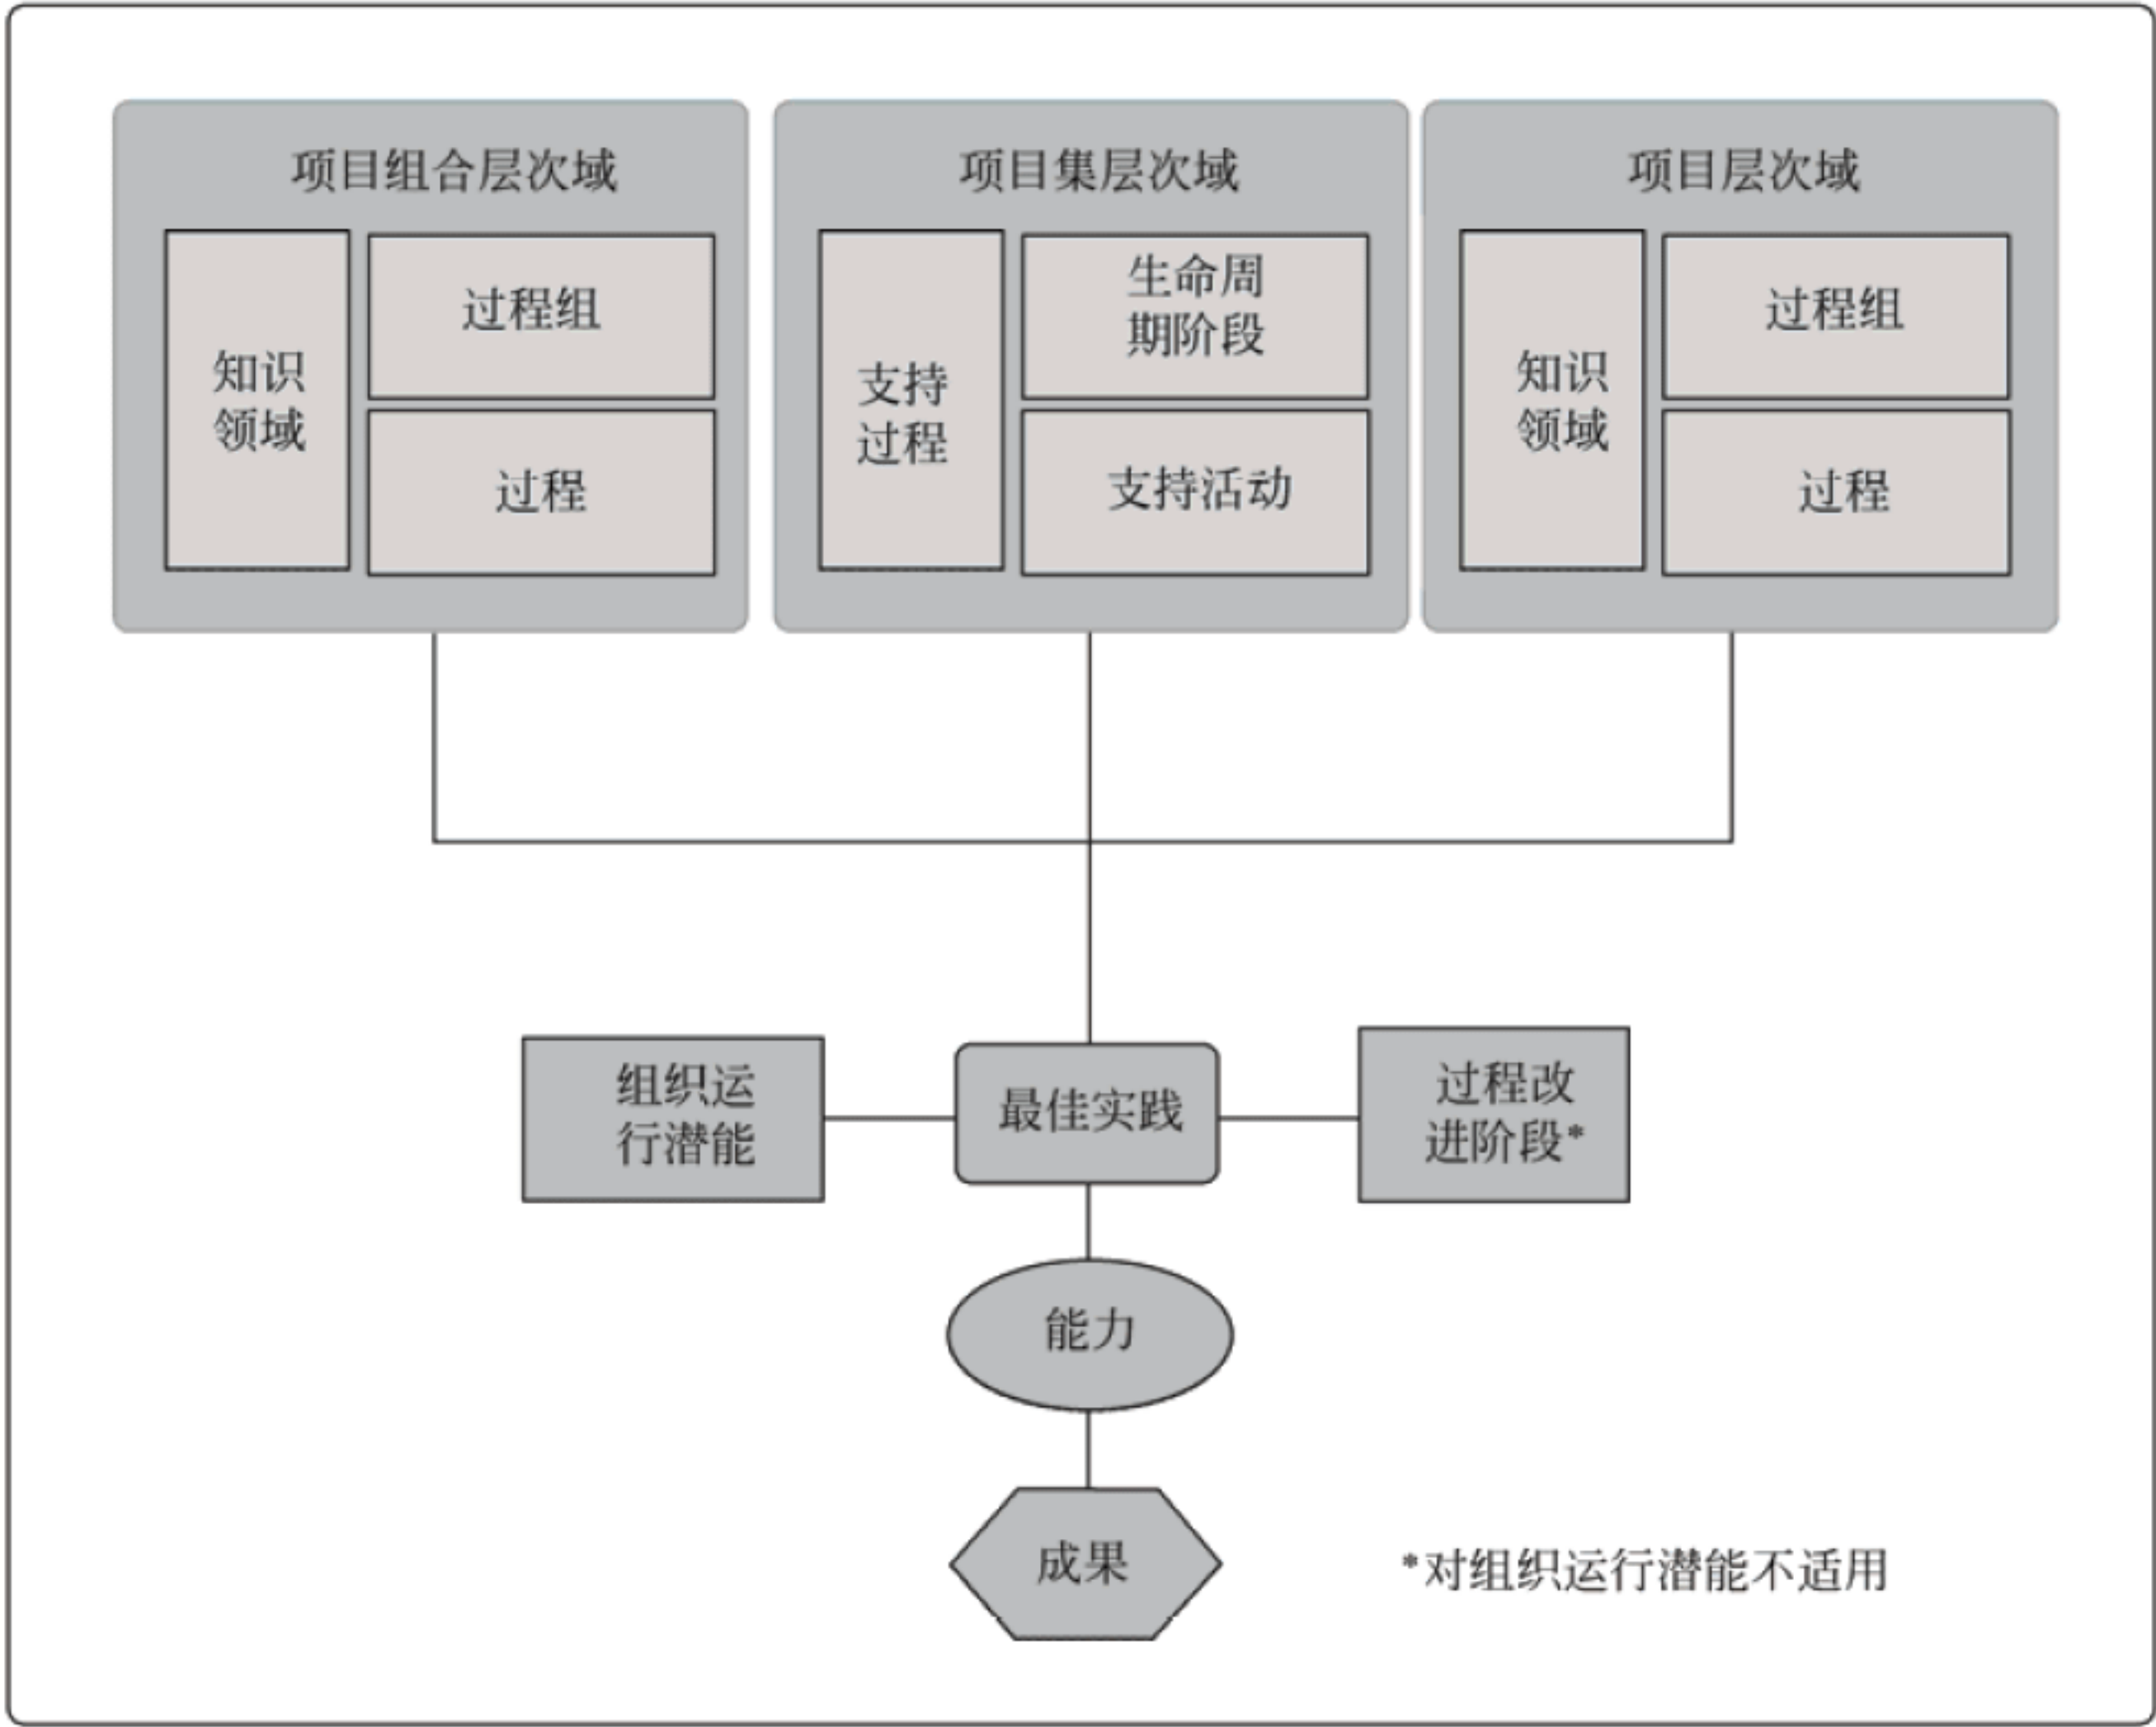 项目组合层次域
知识
领域
过程组
过程
项目集层次域
支持
过程
生命周
期阶段
支持活动
项目层次域
知识
领域
过程组
过程
组织运
行潜能
最佳实践
过程改
进阶段*
能力
成果
*对组织运行潜能不适用